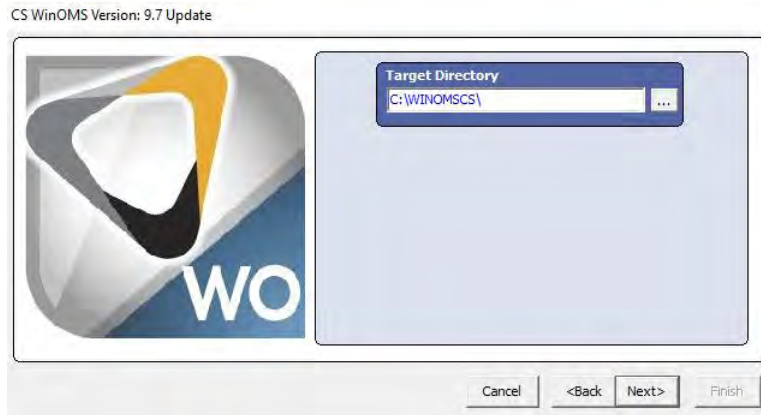 CS WinOMS Version: 9.7 Update
Target Directory
C:\WINOMSCS\
...
WO
Cancel
<Back
Next>
Finish